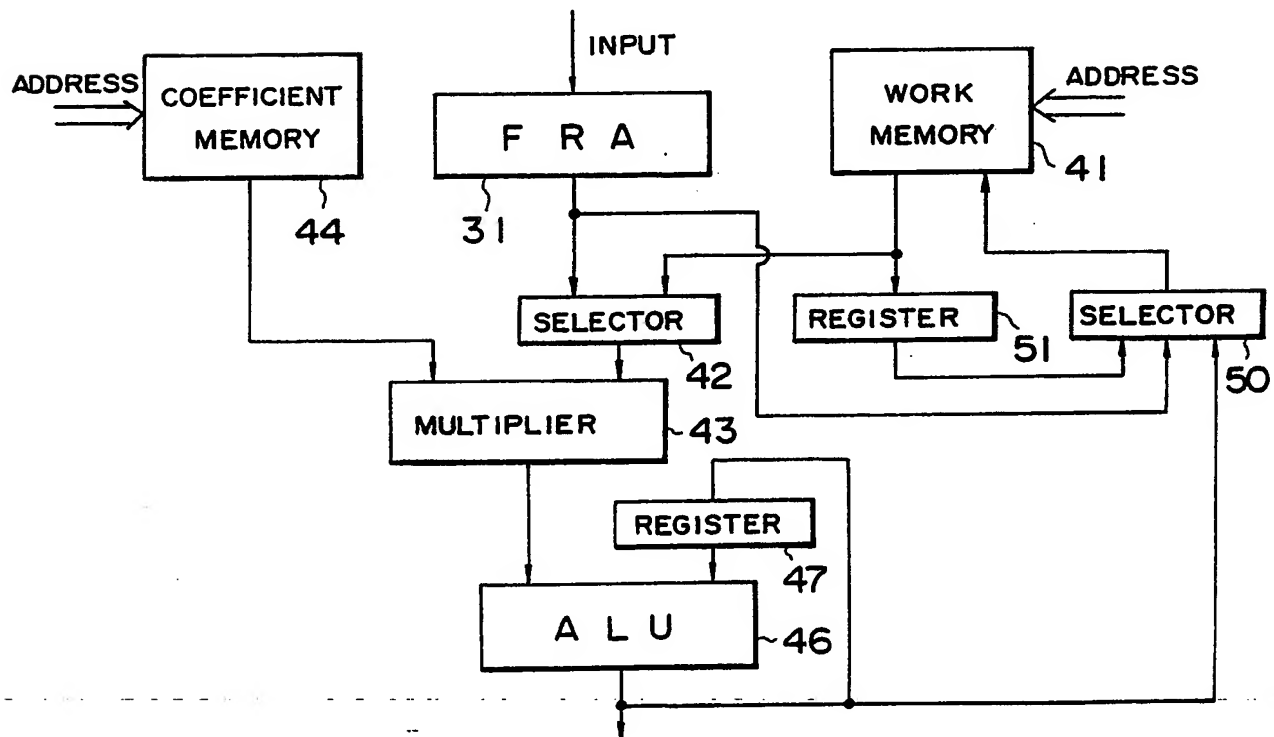 INPUT
ADDRESS
COEFFICIENT
MEMORY
44
F R A
31
WORK
MEMORY
ADDRESS
41
SELECTOR
42
REGISTER
51
SELECTOR
50
MULTIPLIER
43
REGISTER
47
A L U
46